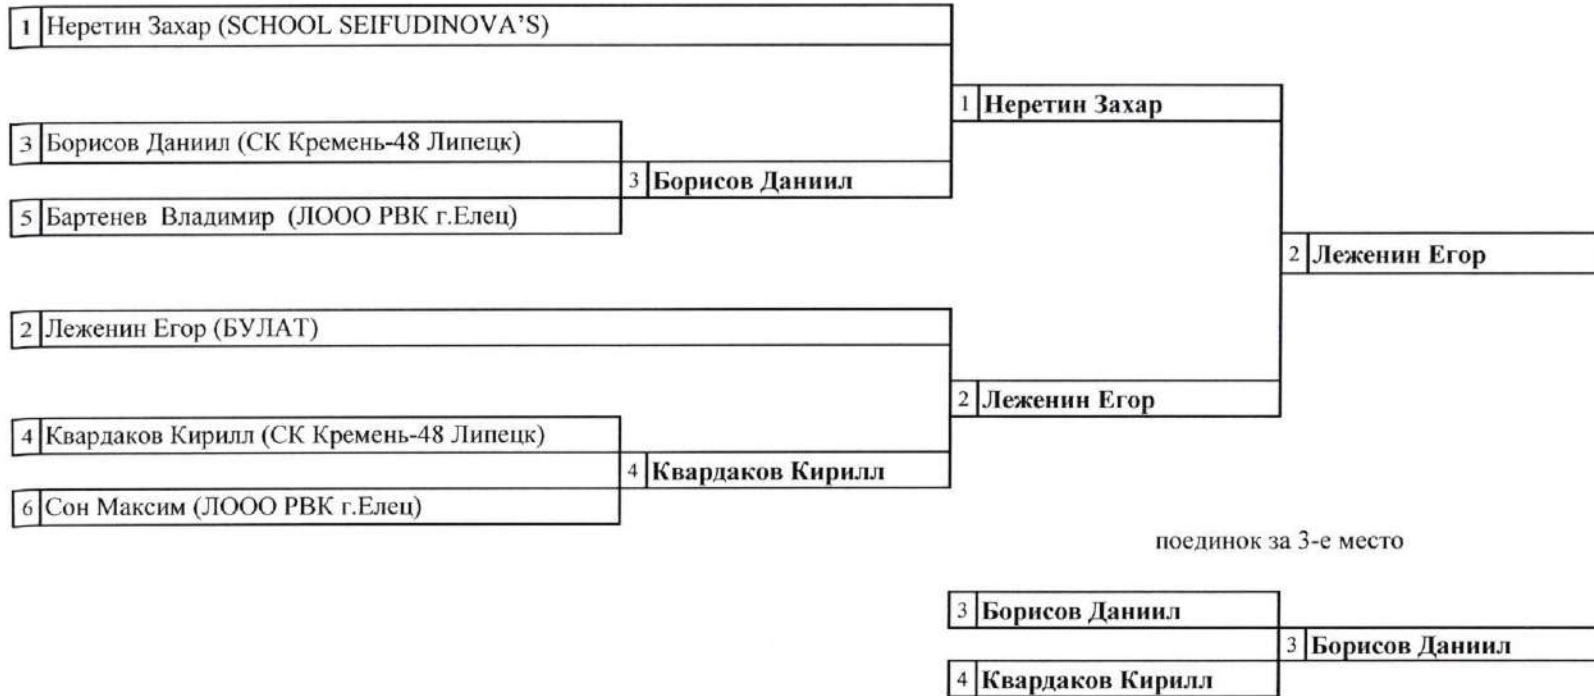 1 Неретин Захар (SCHOOL SEIFUDINOVA'S)
1 Неретин Захар
3 Борисов Даниил (СК Кремень-48 Липецк)
3 Борисов Даниил
5 Бартенев Владимир (ЛООО РВК г.Елец)
2 Леженин Егор
2 Леженин Егор (БУЛАТ)
2 Леженин Егор
4 Квардаков Кирилл (СК Кремень-48 Липецк)
4 Квардаков Кирилл
6 Сон Максим (ЛООО РВК г.Елец)
поединок за 3-е место
3 Борисов Даниил
3 Борисов Даниил
4 Квардаков Кирилл